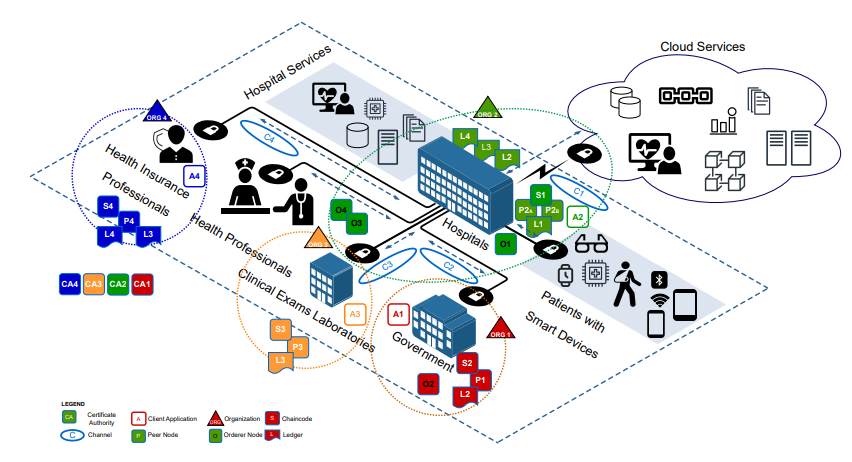 Cloud Services
Hospital Services
ORG 4
ORG 2
C4
L4
L3
L2
Health Insurance
Professionals
A4
S4
P4
L4
L3
S1
P2A
P2B
L1
C1
A2
O4
O3
Hospitals
O1
Health Professionals
ORG 3
C3
C2
Clinical Exams Laboratories
CA4
CA3
CA2
CA1
A3
A1
Government
ORG 1
Patients with
Smart Devices
S3
P3
L3
S2
O2
P1
L2
LEGEND
CA
Certificate
Authority
A
Client Application
ORG
Organization
S
Chaincode
C
Channel
P
Peer Node
O
Orderer Node
L
Ledger